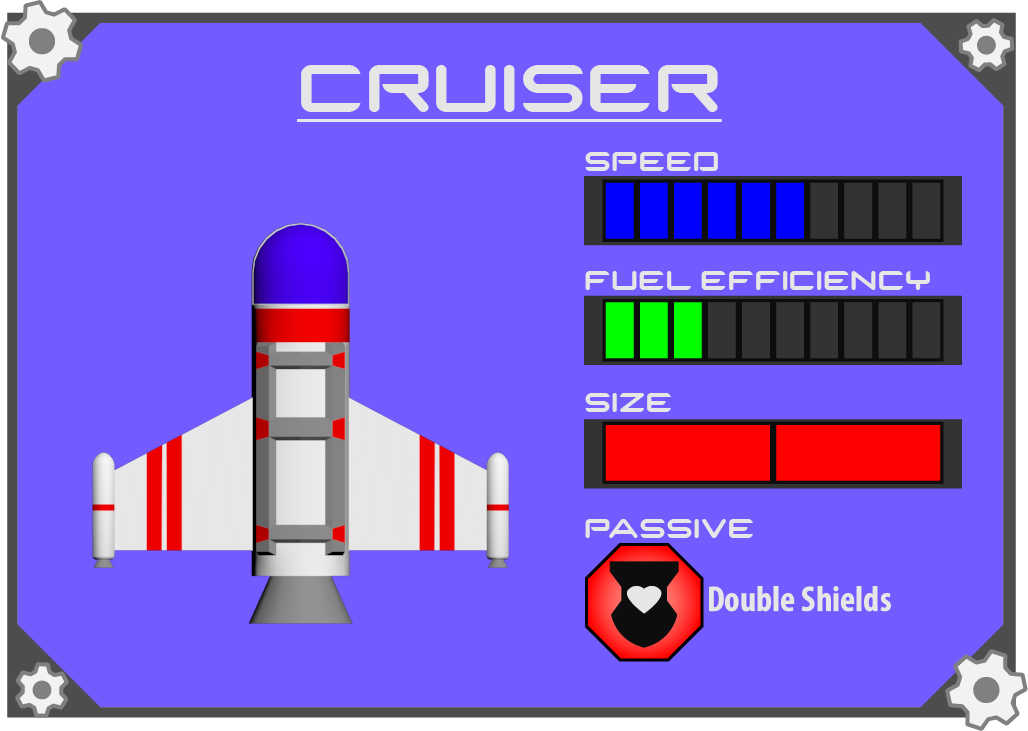 CRUISER
SPEED
FUEL EFFICIENCY
SIZE
PASSIVE
Double Shields